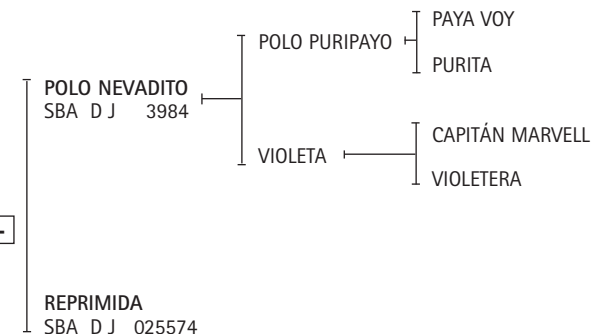 PAYA VOY
POLO PURIPAYO
PURITA
POLO NEVADITO
SBA D J 3984
CAPITÁN MARVELL
VIOLETA
VIOLETERA
REPRIMIDA
SBA D J 025574